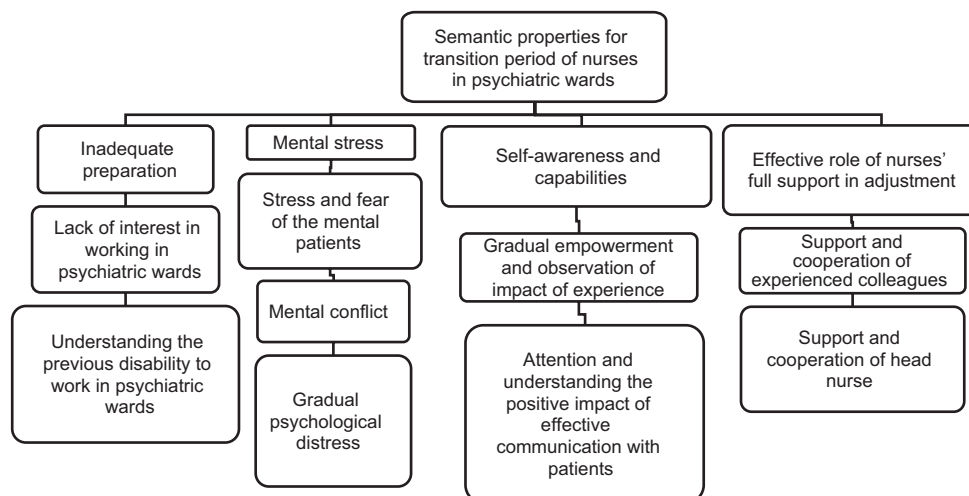 Semantic properties for
transition period of nurses
in psychiatric wards
Inadequate
preparation
Lack of interest in
working in
psychiatric wards
Understanding the
previous disability to
work in psychiatric
wards
Mental stress
Stress and fear
of the mental
patients
Mental conflict
Gradual
psychological
distress
Self-awareness and
capabilities
Gradual empowerment
and observation of
impact of experience
Attention and
understanding the
positive impact of
effective
communication with
patients
Effective role of nurses’
full support in adjustment
Support and
cooperation of
experienced colleagues
Support and
cooperation of head
nurse